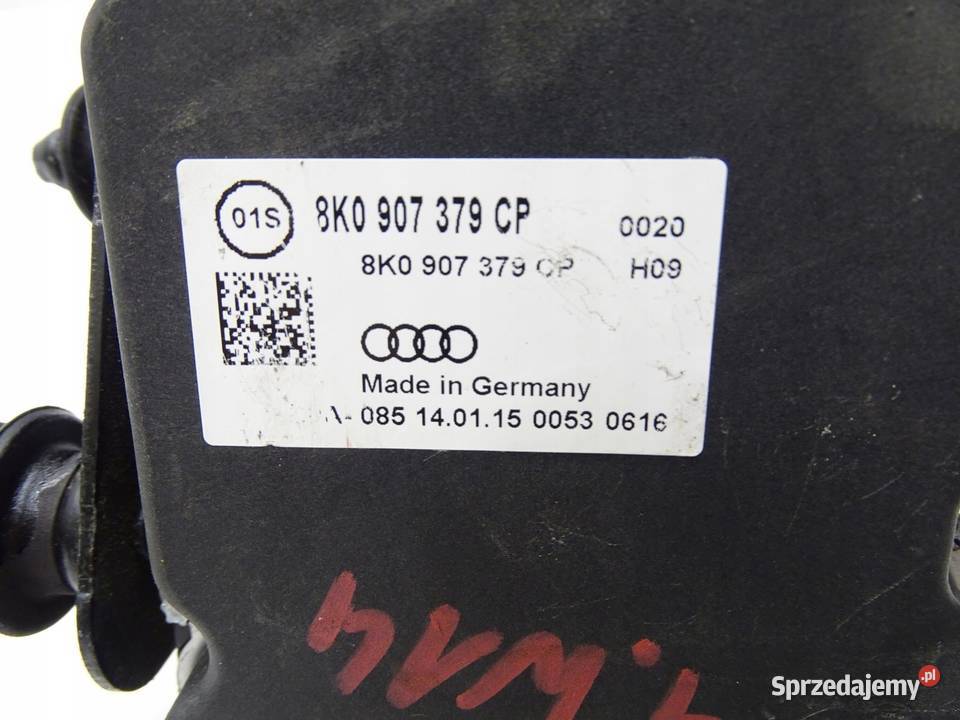 01S 8K0 907 379 CP 0020
8K0 907 379 CP H09
Made in Germany
085 14.01.15 0053 0616
Sprzedajemy.pl